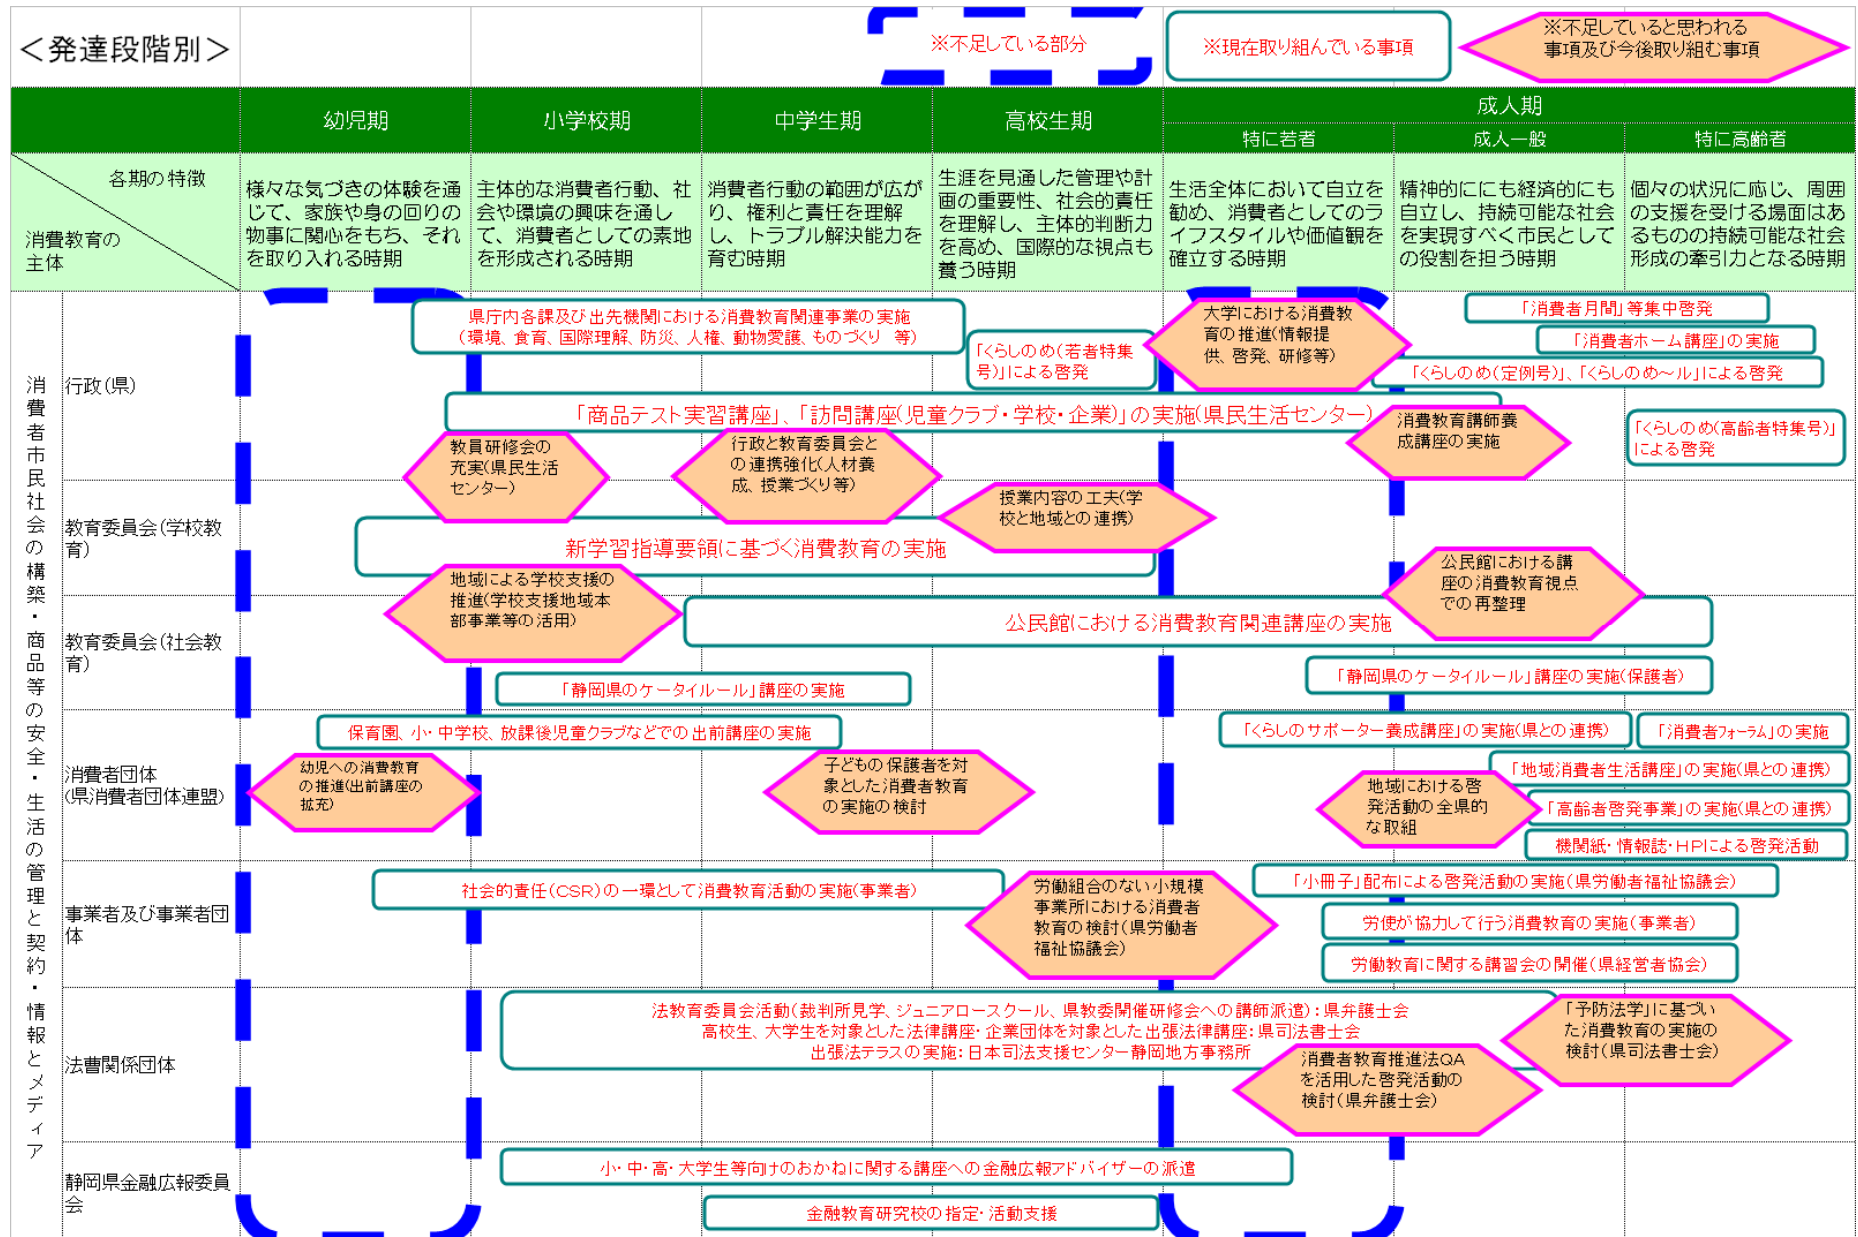 ＜発達段階別＞
※不足している部分
※現在取り組んでいる事項
※不足していると思われる
事項及び今後取り組む事項
幼児期
小学校期
中学生期
高校生期
成人期
特に若者
成人一般
特に高齢者
各期の特徴
消費教育の
主体
様々な気づきの体験を通
じて、家族や身の回りの
物事に関心をもち、それ
を取り入れる時期
主体的な消費者行動、社
会や環境の興味を通し
て、消費者としての素地
を形成される時期
消費者行動の範囲が広が
り、権利と責任を理解
し、トラブル解決能力を
育む時期
生涯を見通した管理や計
画の重要性、社会的責任
を理解し、主体的判断力
を高め、国際的な視点も
養う時期
生活全体において自立を
勧め、消費者としてのラ
イフスタイルや価値観を
確立する時期
精神的ににも経済的にも
自立し、持続可能な社会
を実現すべく市民として
の役割を担う時期
個々の状況に応じ、周囲
の支援を受ける場面はあ
るものの持続可能な社会
形成の牽引力となる時期
消費者市民社会の構築・商品等の安全・生活の管理と契約・情報とメディア
行政(県)
県庁内各課及び出先機関における消費教育関連事業の実施
(環境、食育、国際理解、防災、人権、動物愛護、ものづくり　等)
「くらしのめ(若者特集
号)」による啓発
大学における消費教
育の推進(情報提
供、啓発、研修等)
「消費者月間」等集中啓発
「消費者ホーム講座」の実施
「くらしのめ(定例号)」、「くらしのめ～ル」による啓発
「商品テスト実習講座」、「訪問講座(児童クラブ・学校・企業)」の実施(県民生活センター)
消費教育講師養
成講座の実施
「くらしのめ(高齢者特集号)」
による啓発
教員研修会の
充実(県民生活
センター)
行政と教育委員会と
の連携強化(人材養
成、授業づくり等)
教育委員会(学校教
育)
授業内容の工夫(学
校と地域との連携)
新学習指導要領に基づく消費教育の実施
地域による学校支援の
推進(学校支援地域本
部事業等の活用)
公民館における講
座の消費教育視点
での再整理
教育委員会(社会教
育)
公民館における消費教育関連講座の実施
「静岡県のケータイルール」講座の実施
「静岡県のケータイルール」講座の実施(保護者)
消費者団体
(県消費者団体連盟)
保育園、小・中学校、放課後児童クラブなどでの出前講座の実施
「くらしのサポーター養成講座」の実施(県との連携)
「消費者フォーラム」の実施
幼児への消費教育
の推進(出前講座の
拡充)
子どもの保護者を対
象とした消費者教育
の実施の検討
「地域消費者生活講座」の実施(県との連携)
地域における啓
発活動の全県的
な取組
「高齢者啓発事業」の実施(県との連携)
機関紙・情報誌・HPによる啓発活動
事業者及び事業者団
体
社会的責任(CSR)の一環として消費教育活動の実施(事業者)
労働組合のない小規模
事業所における消費者
教育の検討(県労働者
福祉協議会)
「小冊子」配布による啓発活動の実施(県労働者福祉協議会)
労使が協力して行う消費教育の実施(事業者)
労働教育に関する講習会の開催(県経営者協会)
法曹関係団体
法教育委員会活動(裁判所見学、ジュニアロースクール、県教委開催研修会への講師派遣)：県弁護士会
高校生、大学生を対象とした法律講座・企業団体を対象とした出張法律講座：県司法書士会
出張法テラスの実施：日本司法支援センター静岡地方事務所
「予防法学」に基づい
た消費教育の実施の
検討(県司法書士会)
消費者教育推進法QA
を活用した啓発活動の
検討(県弁護士会)
静岡県金融広報委員
会
小・中・高・大学生等向けのおかねに関する講座への金融広報アドバイザーの派遣
金融教育研究校の指定・活動支援